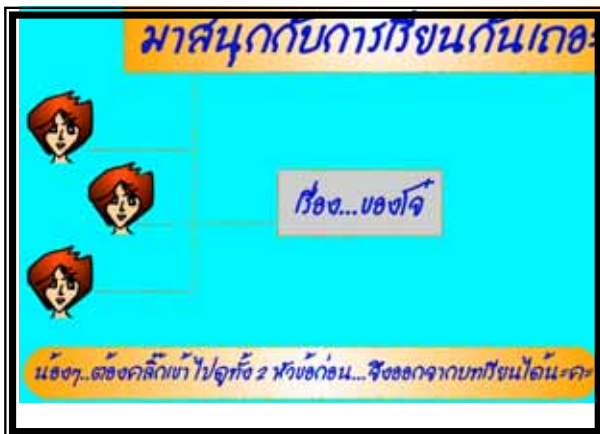 มาสนุกกับการเรียนกันเถอะ
เรื่อง...ของโจ๋
น้องๆ..ต้องคลิ๊กเข้าไปดูทั้ง 2 หัวข้อก่อน...จึงออกจากบทเรียนได้นะคะ